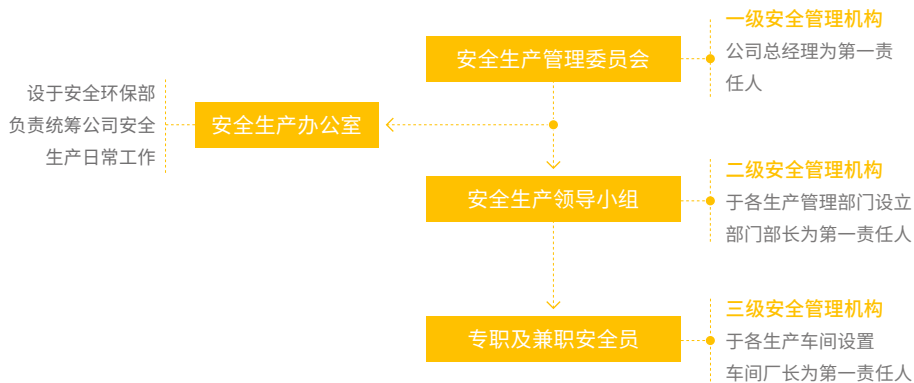 一级安全管理机构
安全生产管理委员会
公司总经理为第一责
任人
设于安全环保部
负责统筹公司安全
生产日常工作
安全生产办公室
二级安全管理机构
安全生产领导小组
于各生产管理部门设立
部门部长为第一责任人
三级安全管理机构
专职及兼职安全员
于各生产车间设置
车间厂长为第一责任人